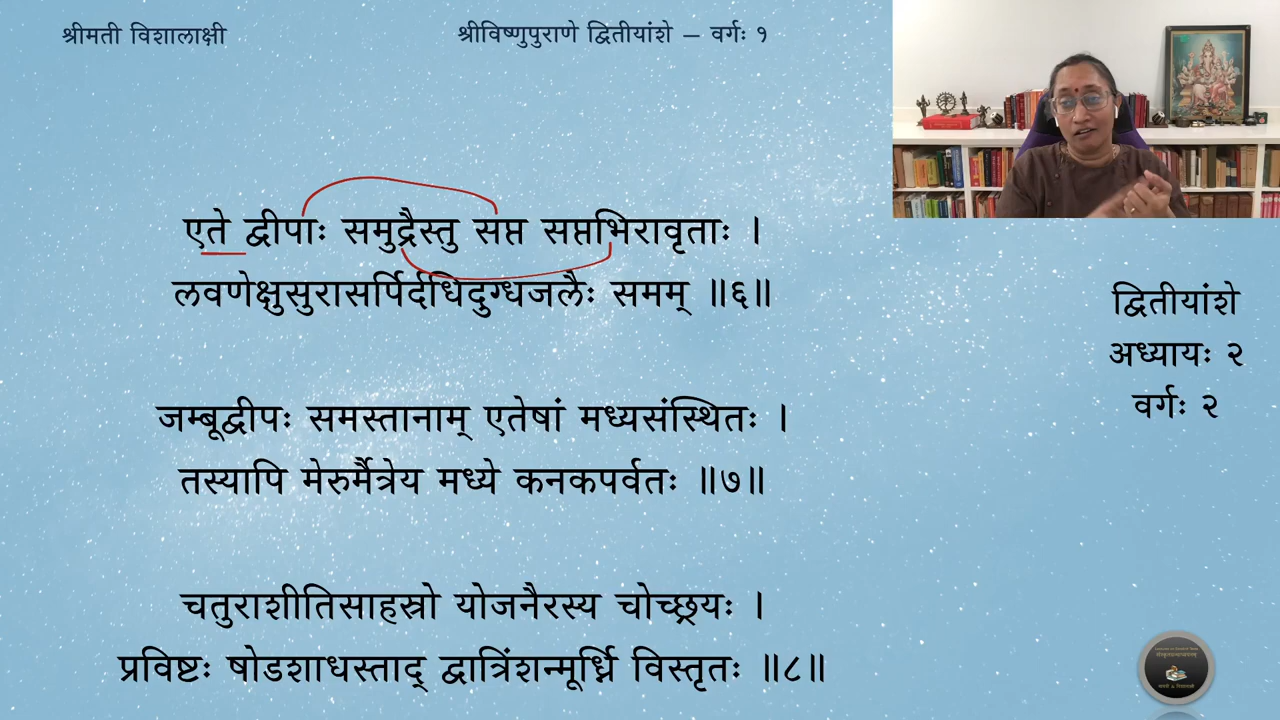 श्रीमती विशालाक्षी
श्रीविष्णुपुराणे द्वितीयांशे – वर्गः १
एते द्वीपाः समुद्रैस्तु सप्त सप्तभिरावृताः ।
लवणेक्षुसुरासर्पिर्दधिदुग्धजलैः समम् ॥६॥
जम्बूद्वीपः समस्तानाम् एतेषां मध्यसंस्थितः ।
तस्यापि मेरुर्मैत्रेय मध्ये कनकपर्वतः ॥७॥
चतुराशीतिसाहस्रो योजनैरस्य चोच्छ्रयः ।
प्रविष्टः षोडशाधस्ताद् द्वात्रिंशन्मूर्ध्नि विस्तृतः ॥८॥
द्वितीयांशे
अध्यायः २
वर्गः २